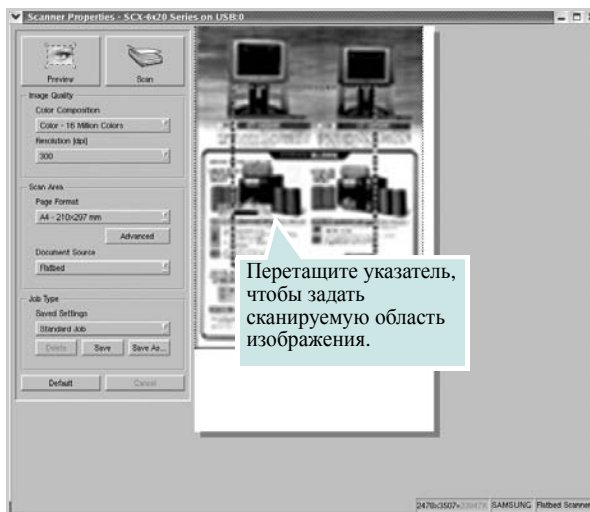 Scanner Properties - SCX-6x20 Series on USB:0
Preview
Scan
Image Quality
Color Composition
Color - 16 Million Colors
Resolution [dpi]
300
Scan Area
Page Format
A4 - 210x297 mm
Advanced
Document Source
Flatbed
Job Type
Saved Settings
Standard Job
Delete
Save
Save As...
Default
Cancel
Перетащите указатель,
чтобы задать
сканируемую область
изображения.
SAMSUNG
Flatbed Scanner